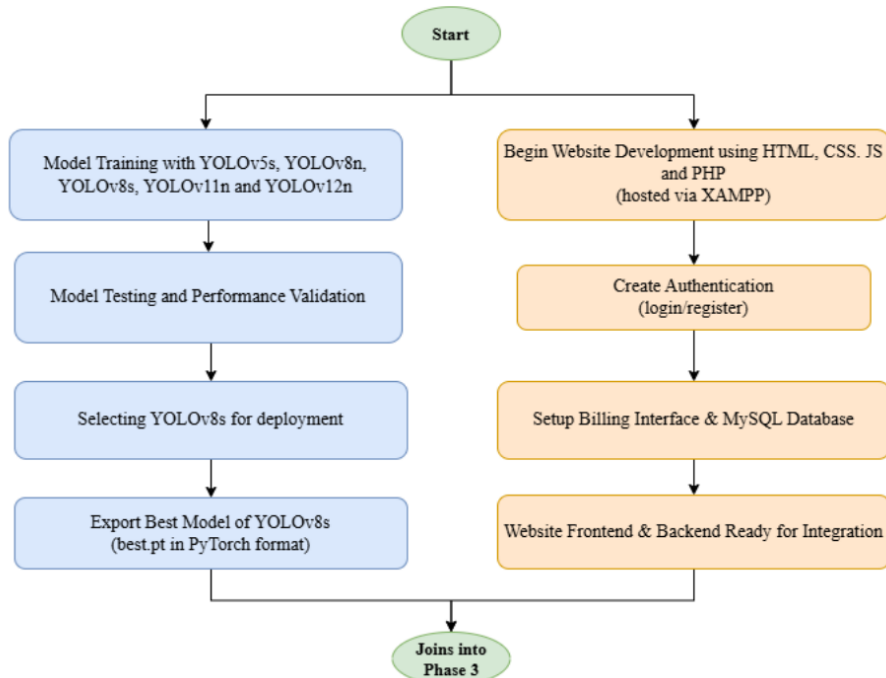 Start
Model Training with YOLOv5s, YOLOv8n,
YOLOv8s, YOLOv11n and YOLOv12n
Model Testing and Performance Validation
Selecting YOLOv8s for deployment
Export Best Model of YOLOv8s
(best.pt in PyTorch format)
Begin Website Development using HTML, CSS. JS
and PHP
(hosted via XAMPP)
Create Authentication
(login/register)
Setup Billing Interface & MySQL Database
Website Frontend & Backend Ready for Integration
Joins into
Phase 3